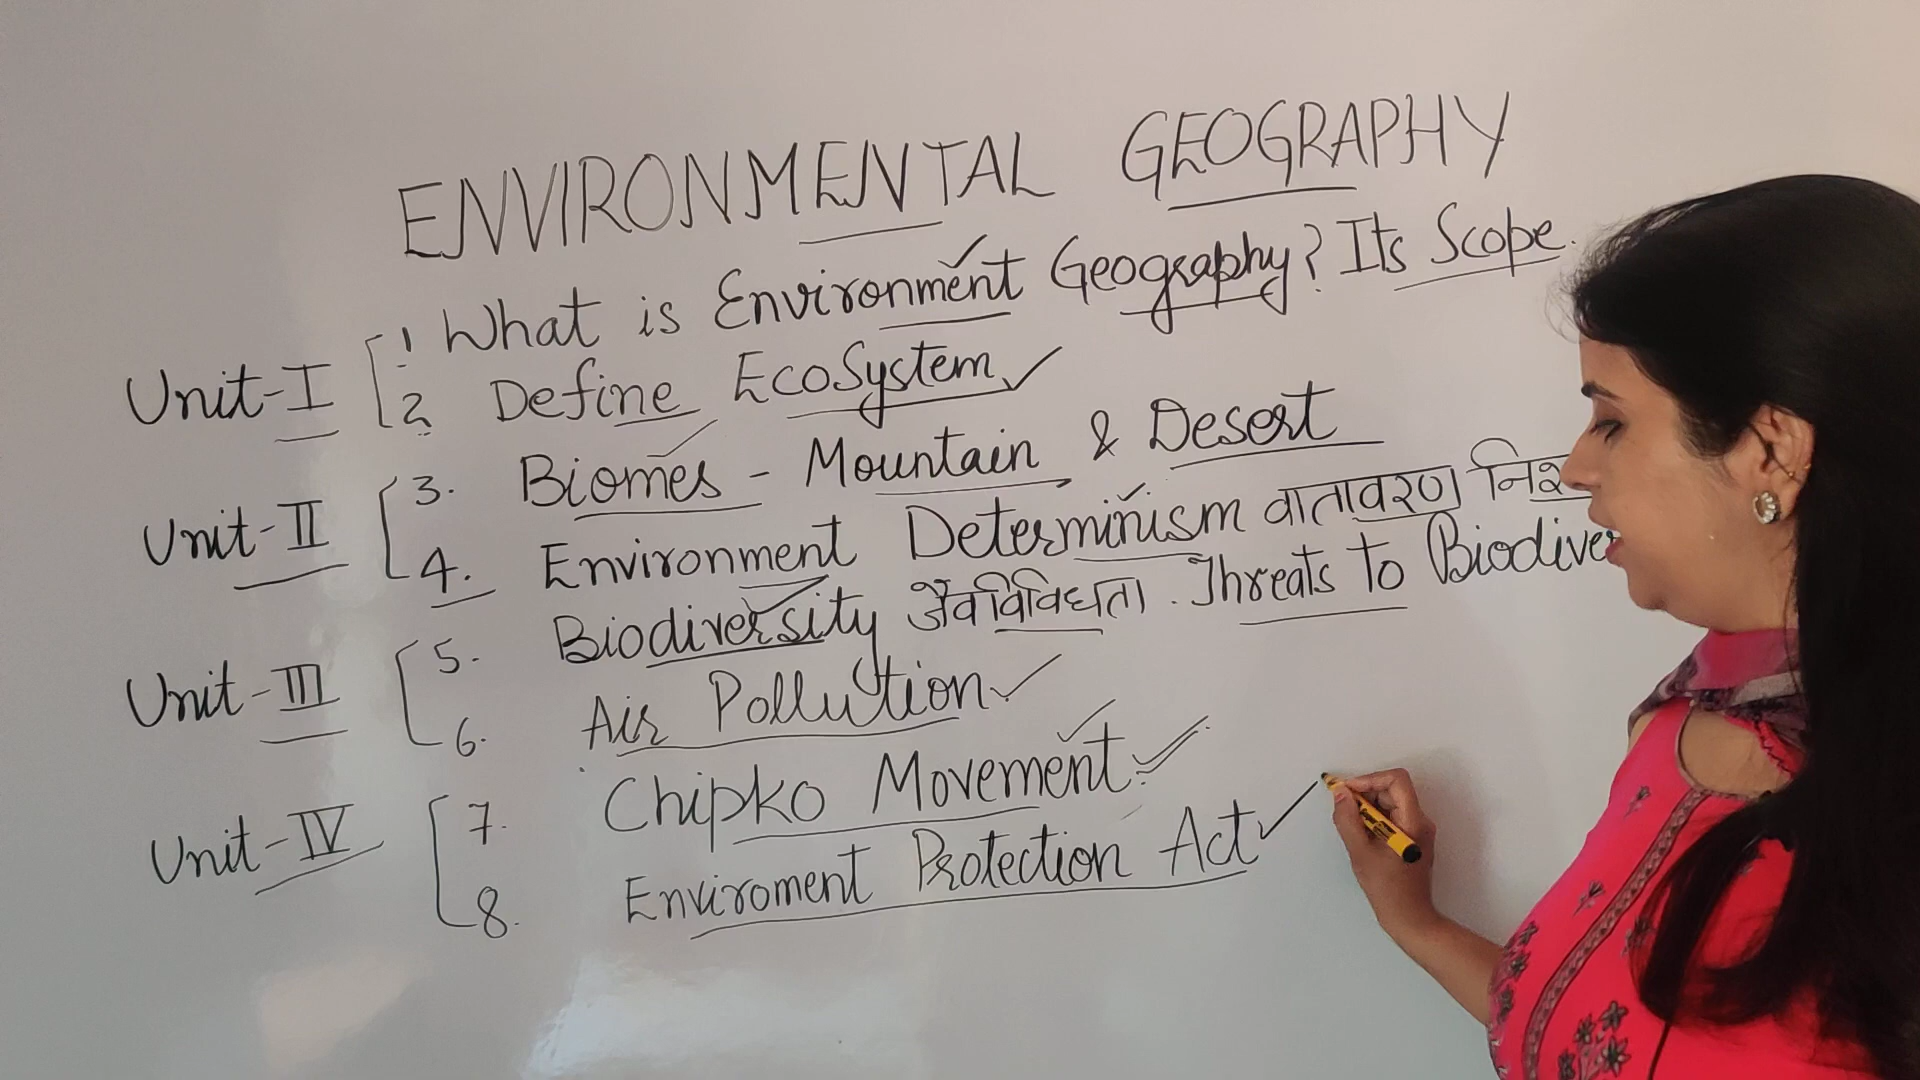 ENVIRONMENTAL GEOGRAPHY
Unit-I 1 What is Environment Geography? Its Scope.
2. Define EcoSystem
Unit-II 3. Biomes - Mountain & Desert
4. Environment Determinism वातावरण
Unit-III 5. Biodiversity जैवविविधता. Threats to
6. Air Pollution
Unit-IV 7. Chipko Movement
8. Enviroment Protection Act